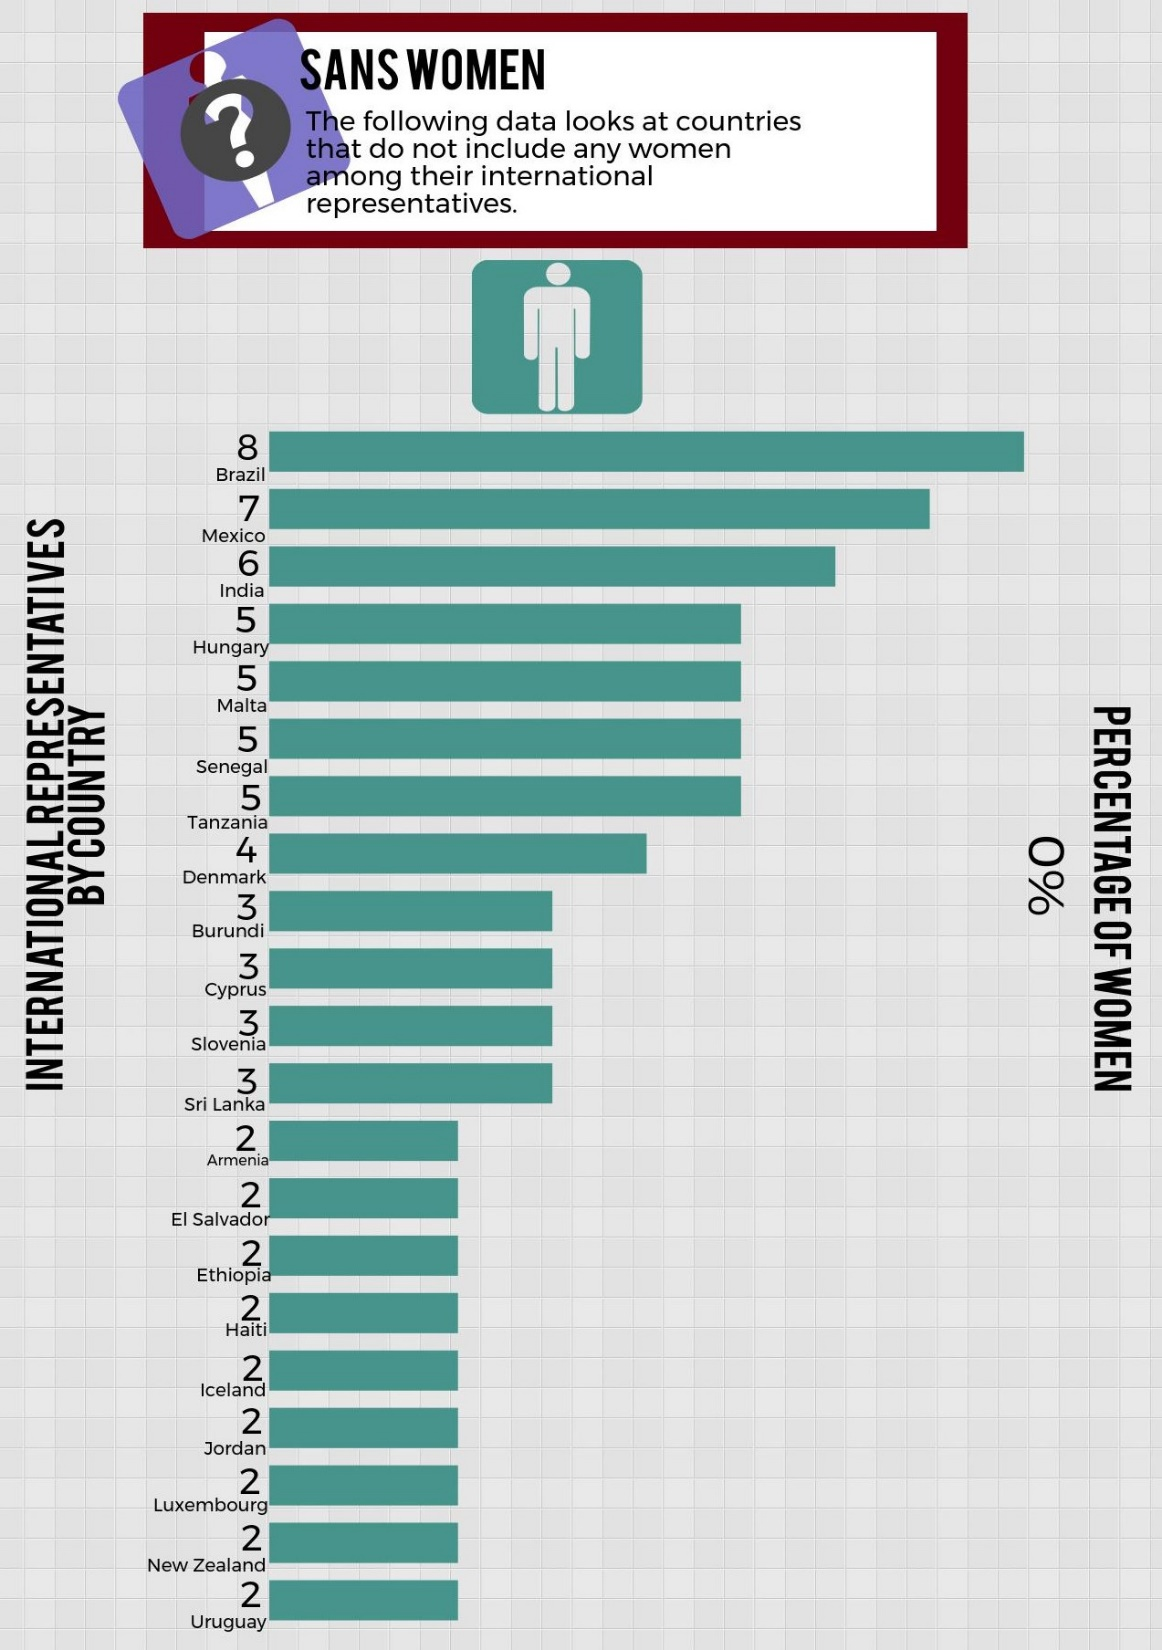 SANS WOMEN
The following data looks at countries
that do not include any women
among their international
representatives.
INTERNATIONAL REPRESENTATIVES
BY COUNTRY
8
Brazil
7
Mexico
6
India
5
Hungary
5
Malta
5
Senegal
5
Tanzania
4
Denmark
3
Burundi
3
Cyprus
3
Slovenia
3
Sri Lanka
2
Armenia
2
El Salvador
2
Ethiopia
2
Haiti
2
Iceland
2
Jordan
2
Luxembourg
2
New Zealand
2
Uruguay
0%
PERCENTAGE OF WOMEN